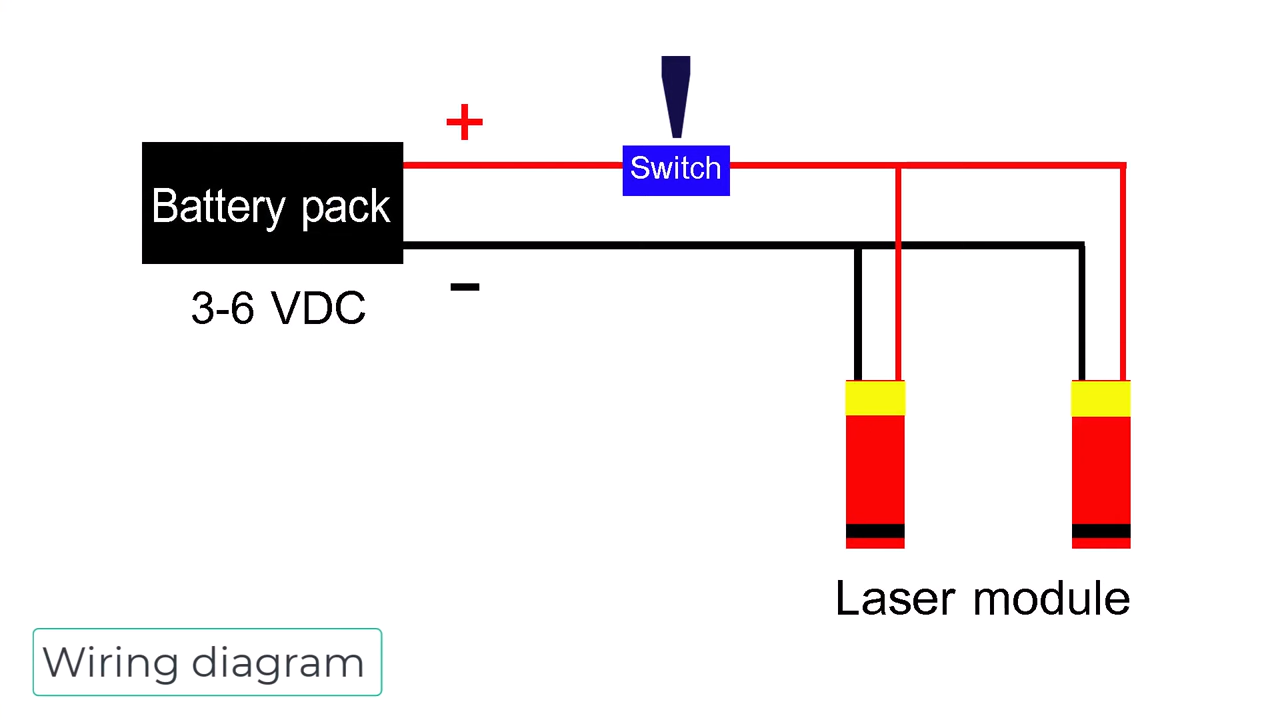 +
Switch
Battery pack
-
3-6 VDC
Laser module
Wiring diagram